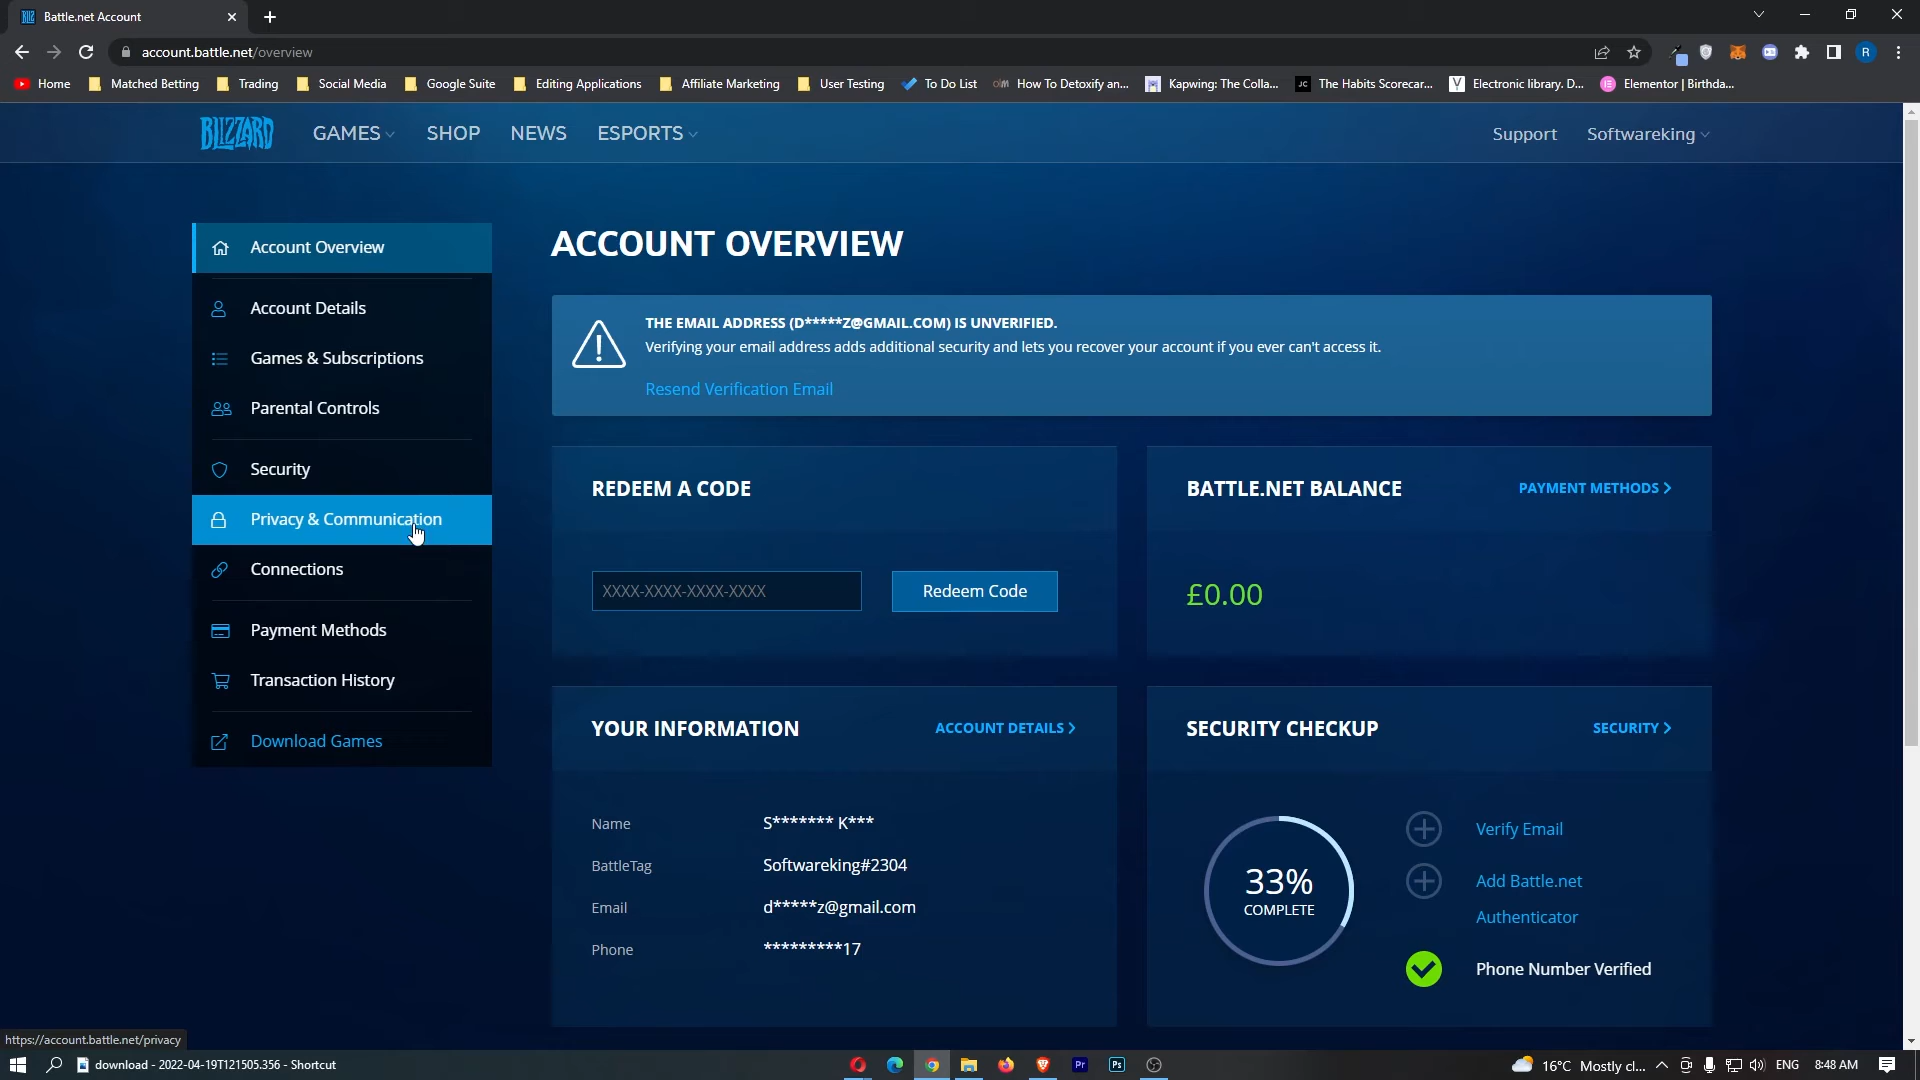 Battle.net Account
account.battle.net/overview
Home
Matched Betting
Trading
Social Media
Google Suite
Editing Applications
Affiliate Marketing
User Testing
To Do List
How To Detoxify an...
Kapwing: The Colla...
JC
The Habits Scorecar...
Electronic library. D...
Elementor | Birthda...
R
BLIZZARD
GAMES
SHOP
NEWS
ESPORTS
Support
Softwareking
Account Overview
Account Details
Games & Subscriptions
Parental Controls
Security
Privacy & Communication
Connections
Payment Methods
Transaction History
Download Games
ACCOUNT OVERVIEW
THE EMAIL ADDRESS (D*****Z@GMAIL.COM) IS UNVERIFIED.
Verifying your email address adds additional security and lets you recover your account if you ever can't access it.
Resend Verification Email
REDEEM A CODE
XXXX-XXXX-XXXX-XXXX
Redeem Code
BATTLE.NET BALANCE
PAYMENT METHODS
£0.00
YOUR INFORMATION
ACCOUNT DETAILS
Name
S******* K***
BattleTag
Softwareking#2304
Email
d*****z@gmail.com
Phone
*********17
SECURITY CHECKUP
SECURITY
33%
COMPLETE
Verify Email
Add Battle.net
Authenticator
Phone Number Verified
https://account.battle.net/privacy
download - 2022-04-19T121505.356 - Shortcut
Pr
Ps
16°C
Mostly cl...
ENG
8:48 AM